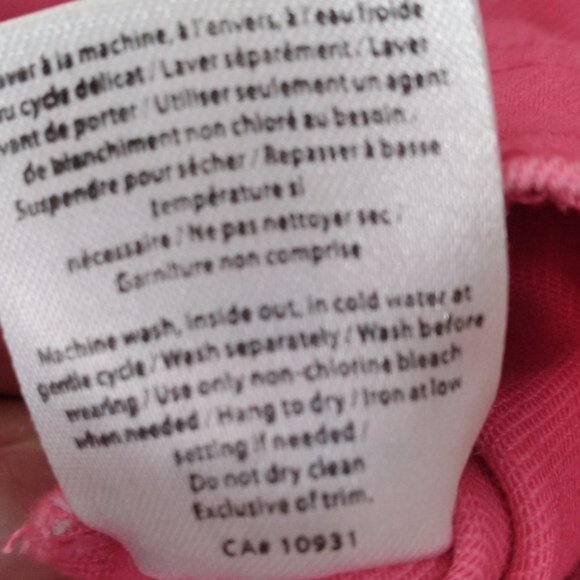 aver à la machine, à l'envers, à l'eau froide
au cycle délicat / Laver séparément / Laver
vant de porter / Utiliser seulement un agent
de blanchiment non chloré au besoin.
Suspendre pour sécher / Repasser à basse
température si
nécessaire / Ne pas nettoyer sec /
Garniture non comprise
Machine wash, inside out, in cold water at
gentle cycle / Wash separately / Wash before
wearing / Use only non-chlorine bleach
when needed / Hang to dry / Iron at low
setting if needed /
Do not dry clean
Exclusive of trim.
CA# 10931